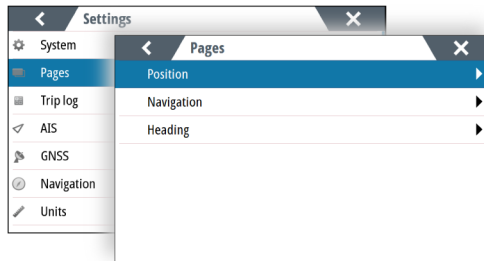 Settings
System
Pages
Trip log
AIS
GNSS
Navigation
Units
Pages
Position
Navigation
Heading